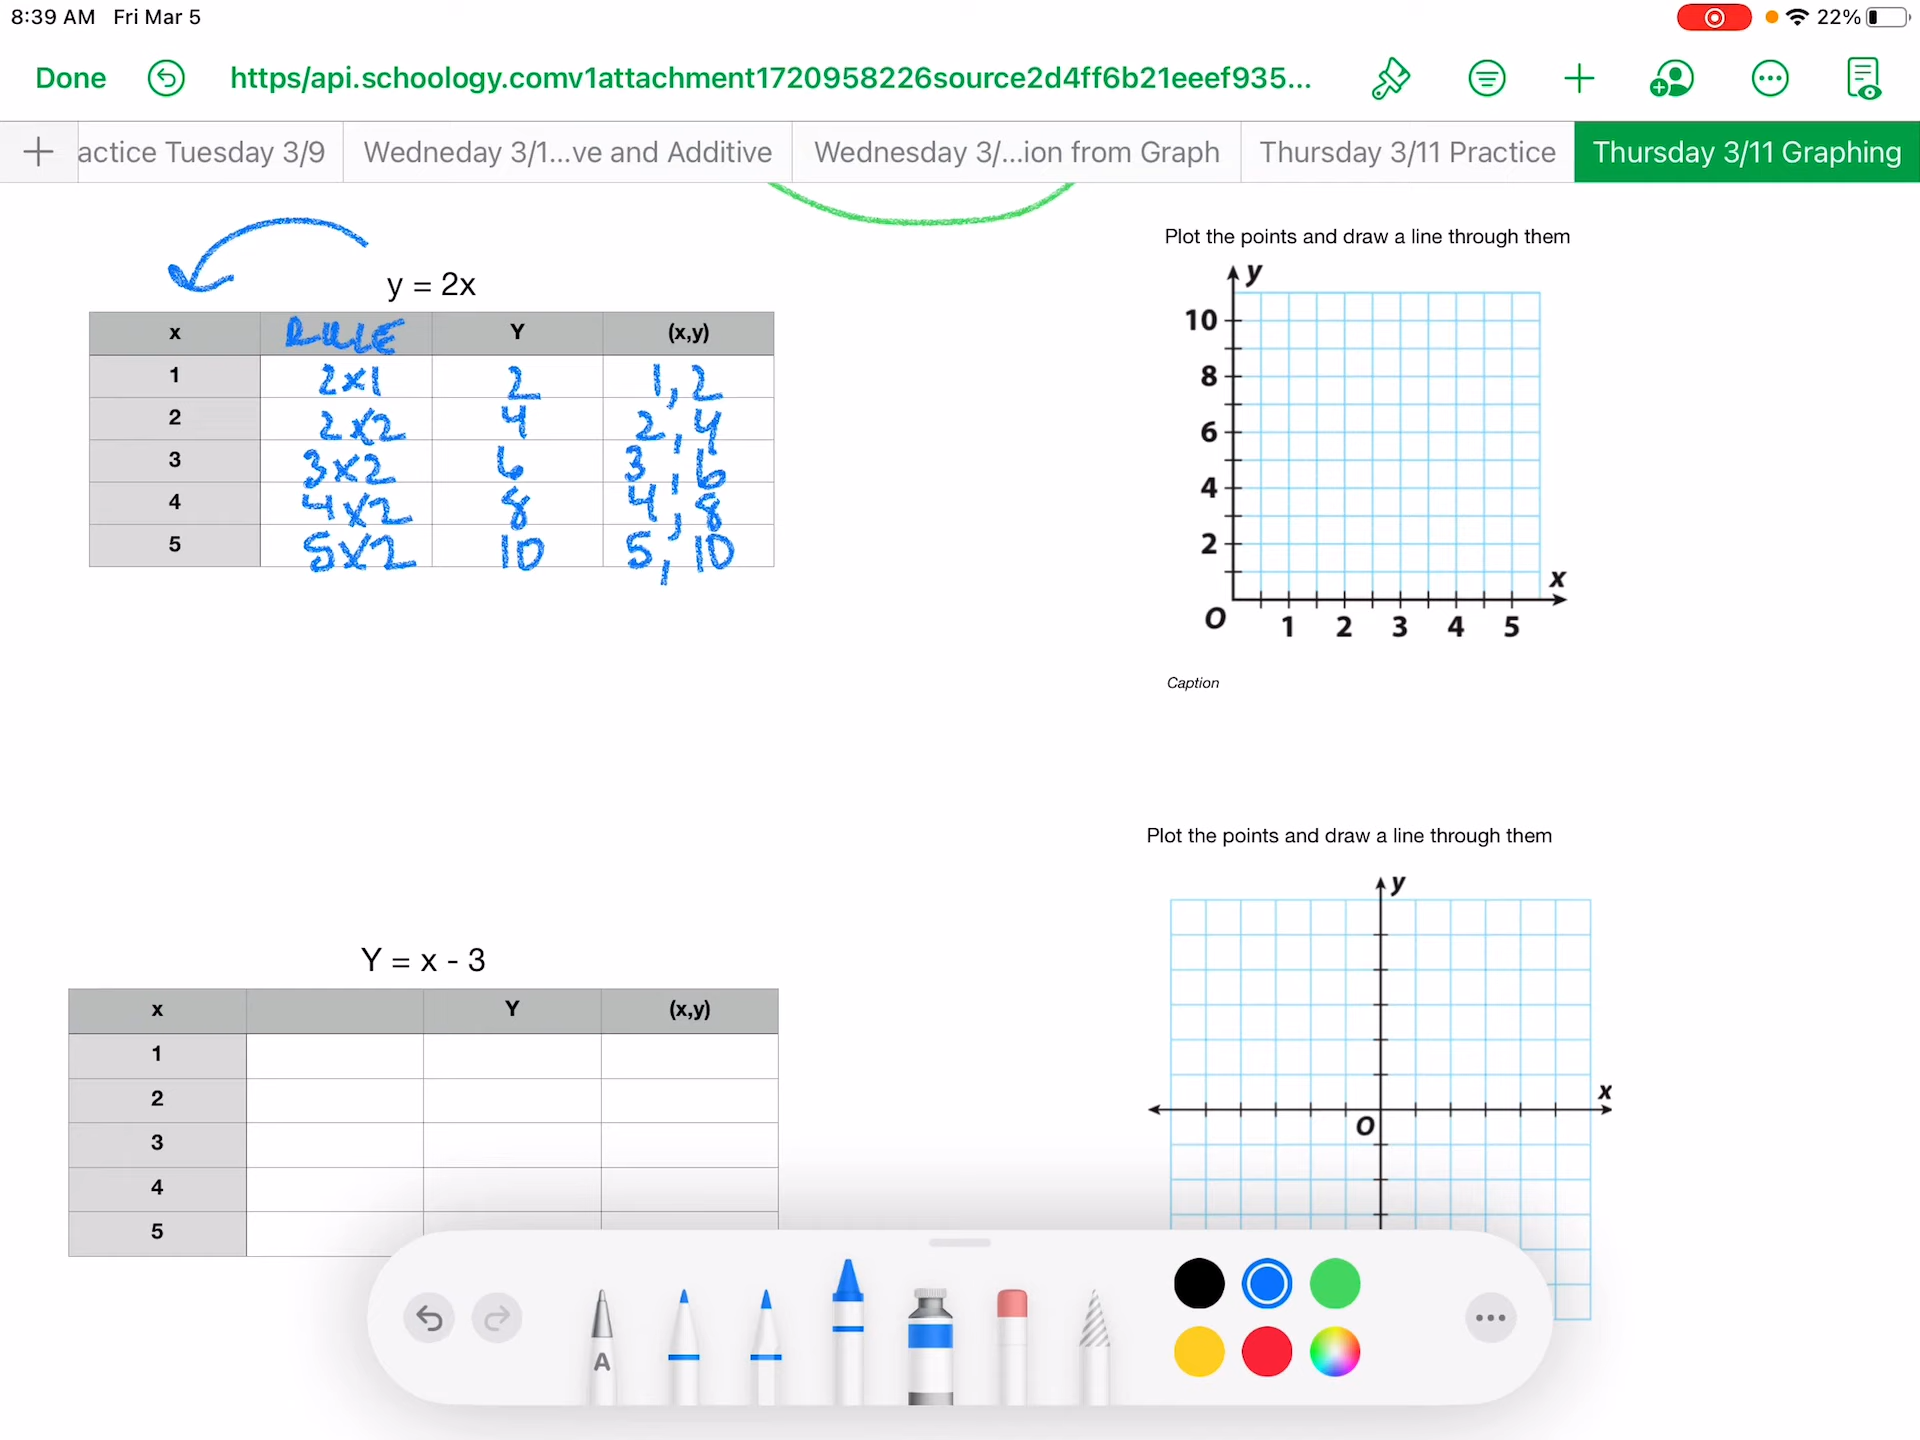 8:39 AM Fri Mar 5
22%
Done https/api.schoology.comv1attachment1720958226source2d4ff6b21eeef935...
actice Tuesday 3/9 Wedneday 3/1...ve and Additive Wednesday 3/...ion from Graph Thursday 3/11 Practice Thursday 3/11 Graphing
y = 2x
x RULE Y (x,y)
1 2x1 2 1,2
2 2x2 4 2,4
3 3x2 6 3,6
4 4x2 8 4,8
5 5x2 10 5,10
Plot the points and draw a line through them
y
10
8
6
4
2
x
O 1 2 3 4 5
Caption
Y = x - 3
x Y (x,y)
1
2
3
4
5
Plot the points and draw a line through them
y
x
O
A